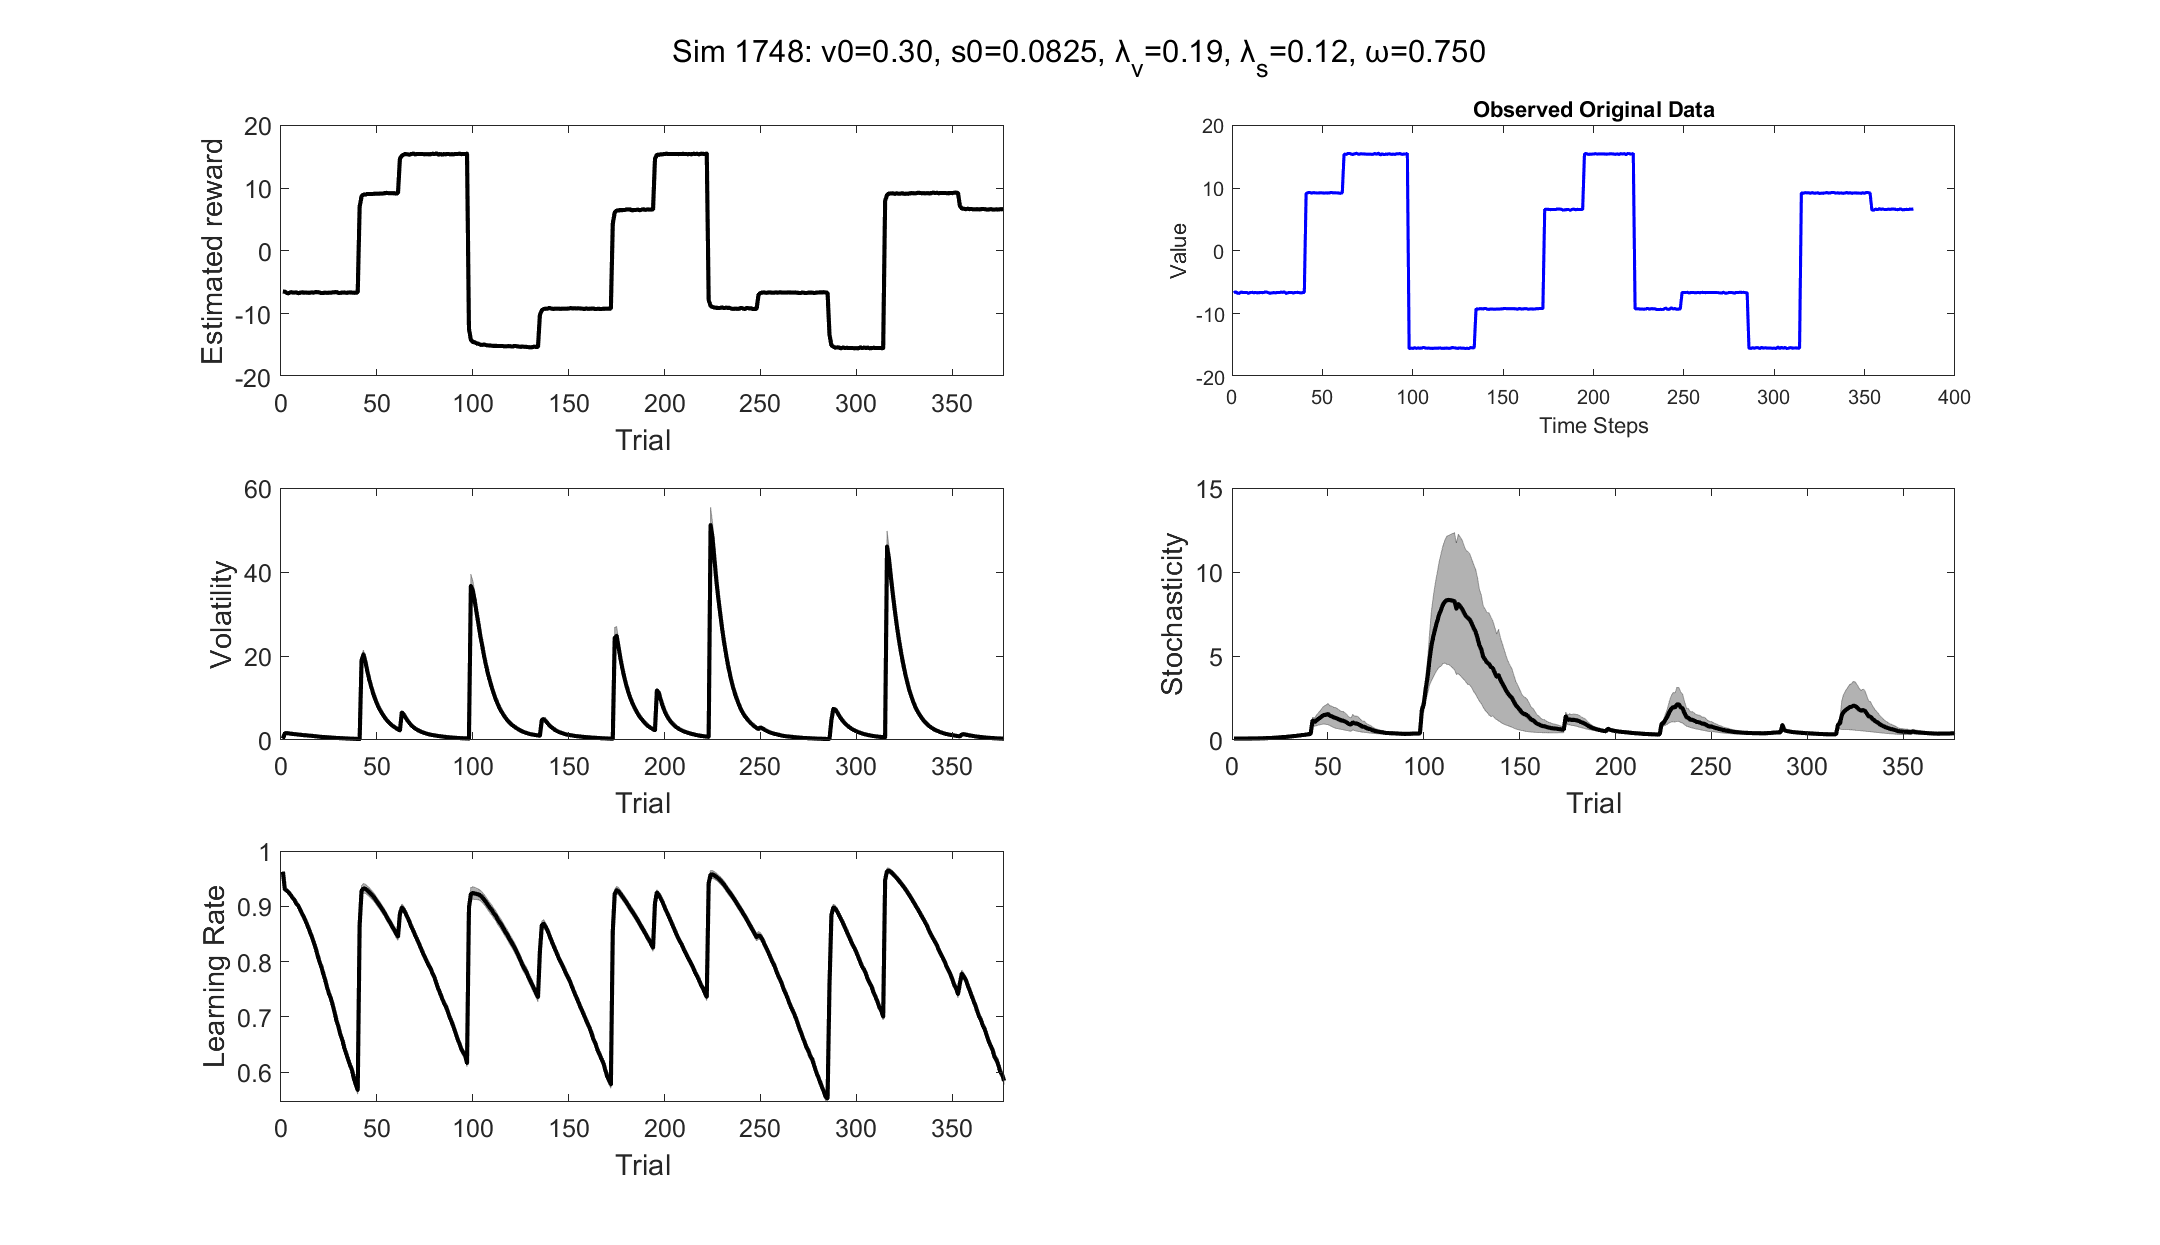 Sim 1748: v0=0.30, s0=0.0825, λv=0.19, λs=0.12, ω=0.750
Estimated reward
20
10
0
-10
-20
0 50 100 150 200 250 300 350
Trial
Observed Original Data
Value
20
10
0
-10
-20
0 50 100 150 200 250 300 350 400
Time Steps
Volatility
60
40
20
0
0 50 100 150 200 250 300 350
Trial
Stochasticity
15
10
5
0
0 50 100 150 200 250 300 350
Trial
Learning Rate
1
0.9
0.8
0.7
0.6
0 50 100 150 200 250 300 350
Trial